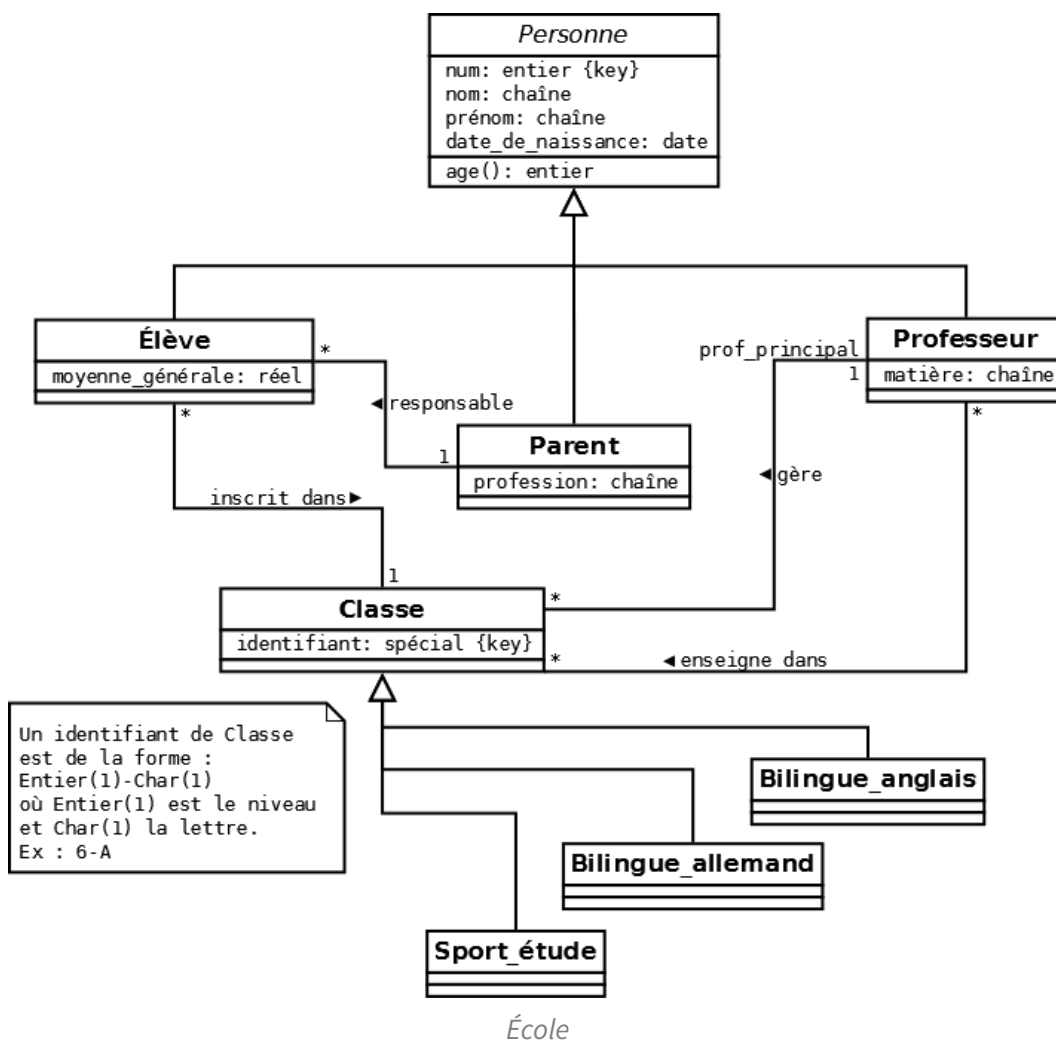 Personne
num: entier {key}
nom: chaîne
prénom: chaîne
date_de_naissance: date
age(): entier
Élève
moyenne_générale: réel
*
*
prof_principal
1
Professeur
matière: chaîne
*
◄responsable
1
Parent
profession: chaîne
◄gère
inscrit dans►
1
Classe
identifiant: spécial {key}
*
*
◄enseigne dans
Un identifiant de Classe
est de la forme :
Entier(1)-Char(1)
où Entier(1) est le niveau
et Char(1) la lettre.
Ex : 6-A
Bilingue_anglais
Bilingue_allemand
Sport_étude
École